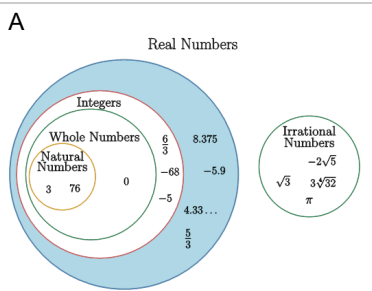 A
Real Numbers
Integers
Whole Numbers
Natural
Numbers
3 76
0
6/3
-68
-5
8.375
-5.9
4.33...
5/3
Irrational
Numbers
-2√5
√3 3∜32
π